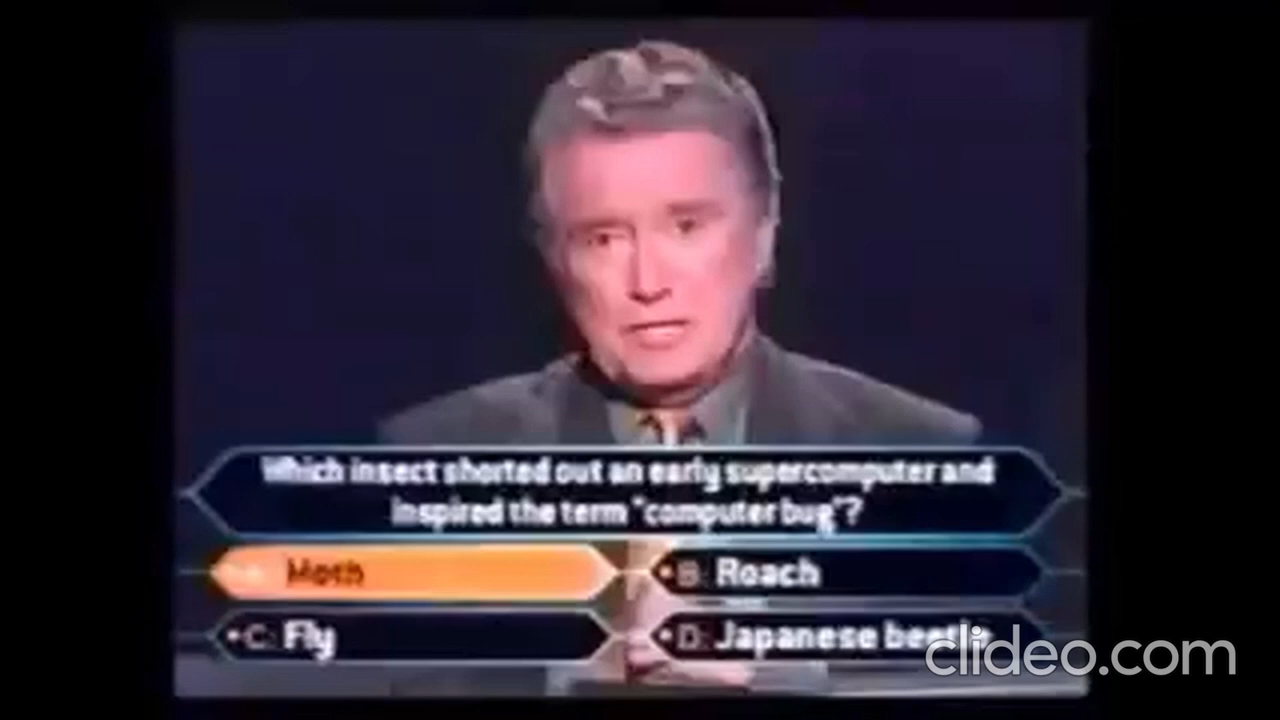 Which insect shorted out an early supercomputer and
inspired the term "computer bug"?
Moth
B: Roach
C: Fly
D: Japanese beetle
clideo.com